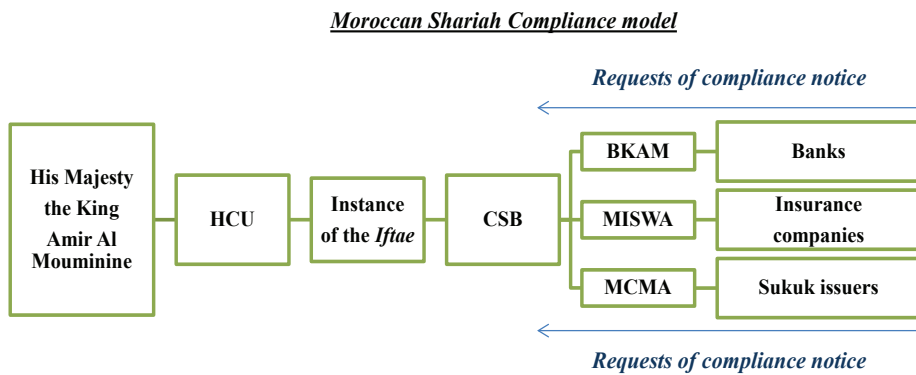 Moroccan Shariah Compliance model
Requests of compliance notice
His Majesty
the King
Amir Al
Mouminine
HCU
Instance
of the Iftae
CSB
BKAM
Banks
MISWA
Insurance
companies
MCMA
Sukuk issuers
Requests of compliance notice